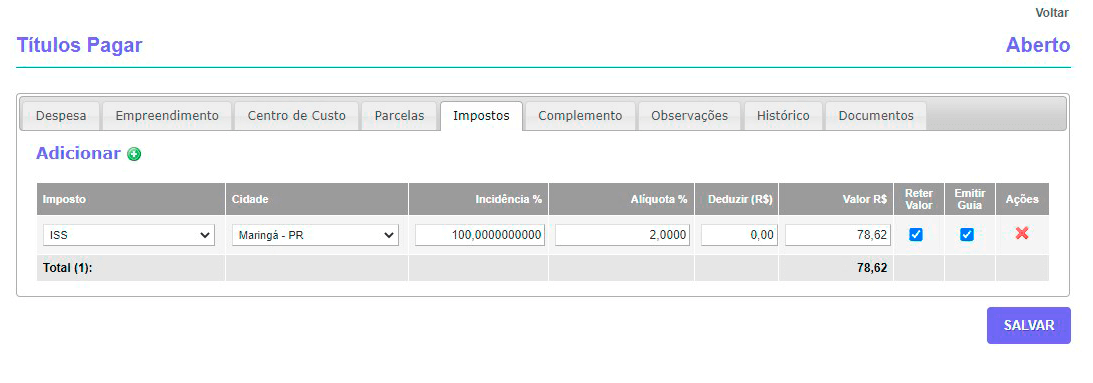 Voltar
Títulos Pagar Aberto
Despesa Empreendimento Centro de Custo Parcelas Impostos Complemento Observações Histórico Documentos
Adicionar
Imposto Cidade Incidência % Alíquota % Deduzir (R$) Valor R$ Reter Valor Emitir Guia Ações
ISS Maringá - PR 100,0000000000 2,0000 0,00 78,62
Total (1): 78,62
SALVAR